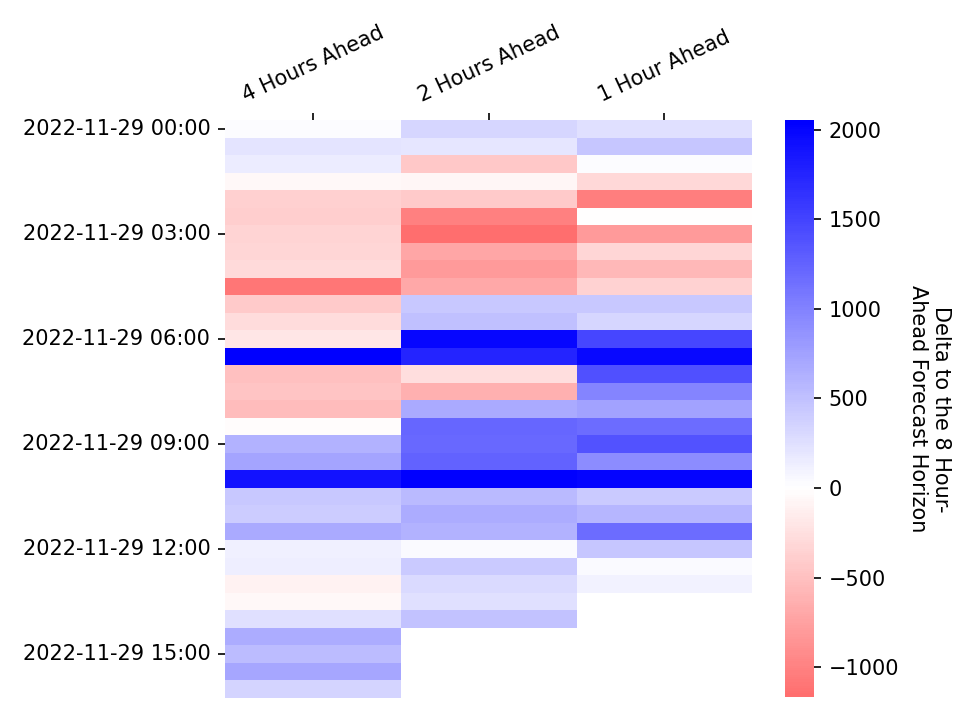 4 Hours Ahead
2 Hours Ahead
1 Hour Ahead
2022-11-29 00:00
2022-11-29 03:00
2022-11-29 06:00
2022-11-29 09:00
2022-11-29 12:00
2022-11-29 15:00
2000
1500
1000
500
0
−500
−1000
Delta to the 8 Hour-
Ahead Forecast Horizon